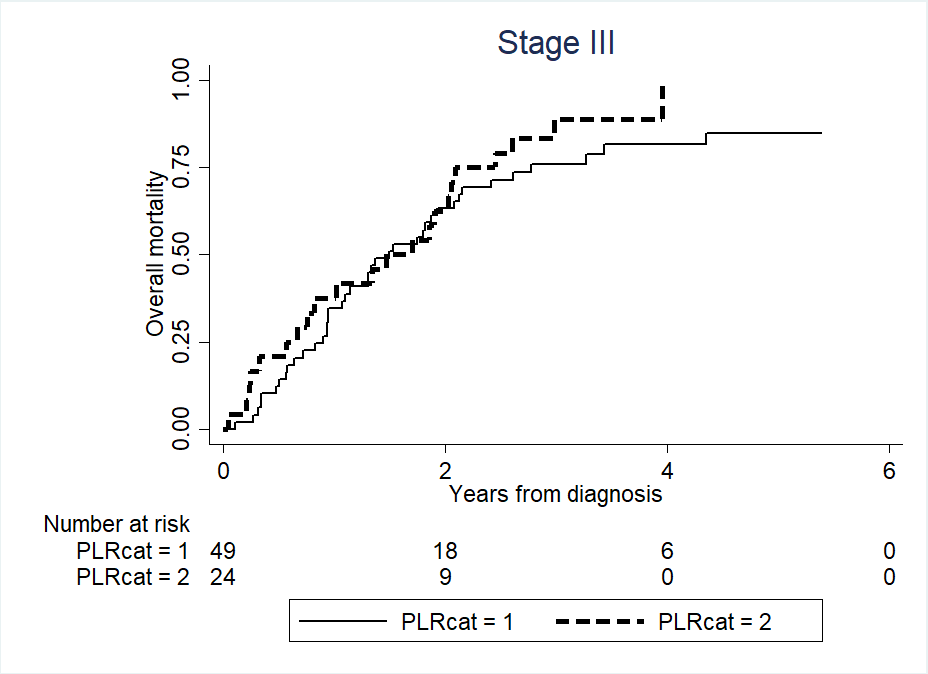 Stage III
Overall mortality
1.00
0.75
0.50
0.25
0.00
0 2 4 6
Years from diagnosis
Number at risk
PLRcat = 1 49 18 6 0
PLRcat = 2 24 9 0 0
PLRcat = 1 PLRcat = 2